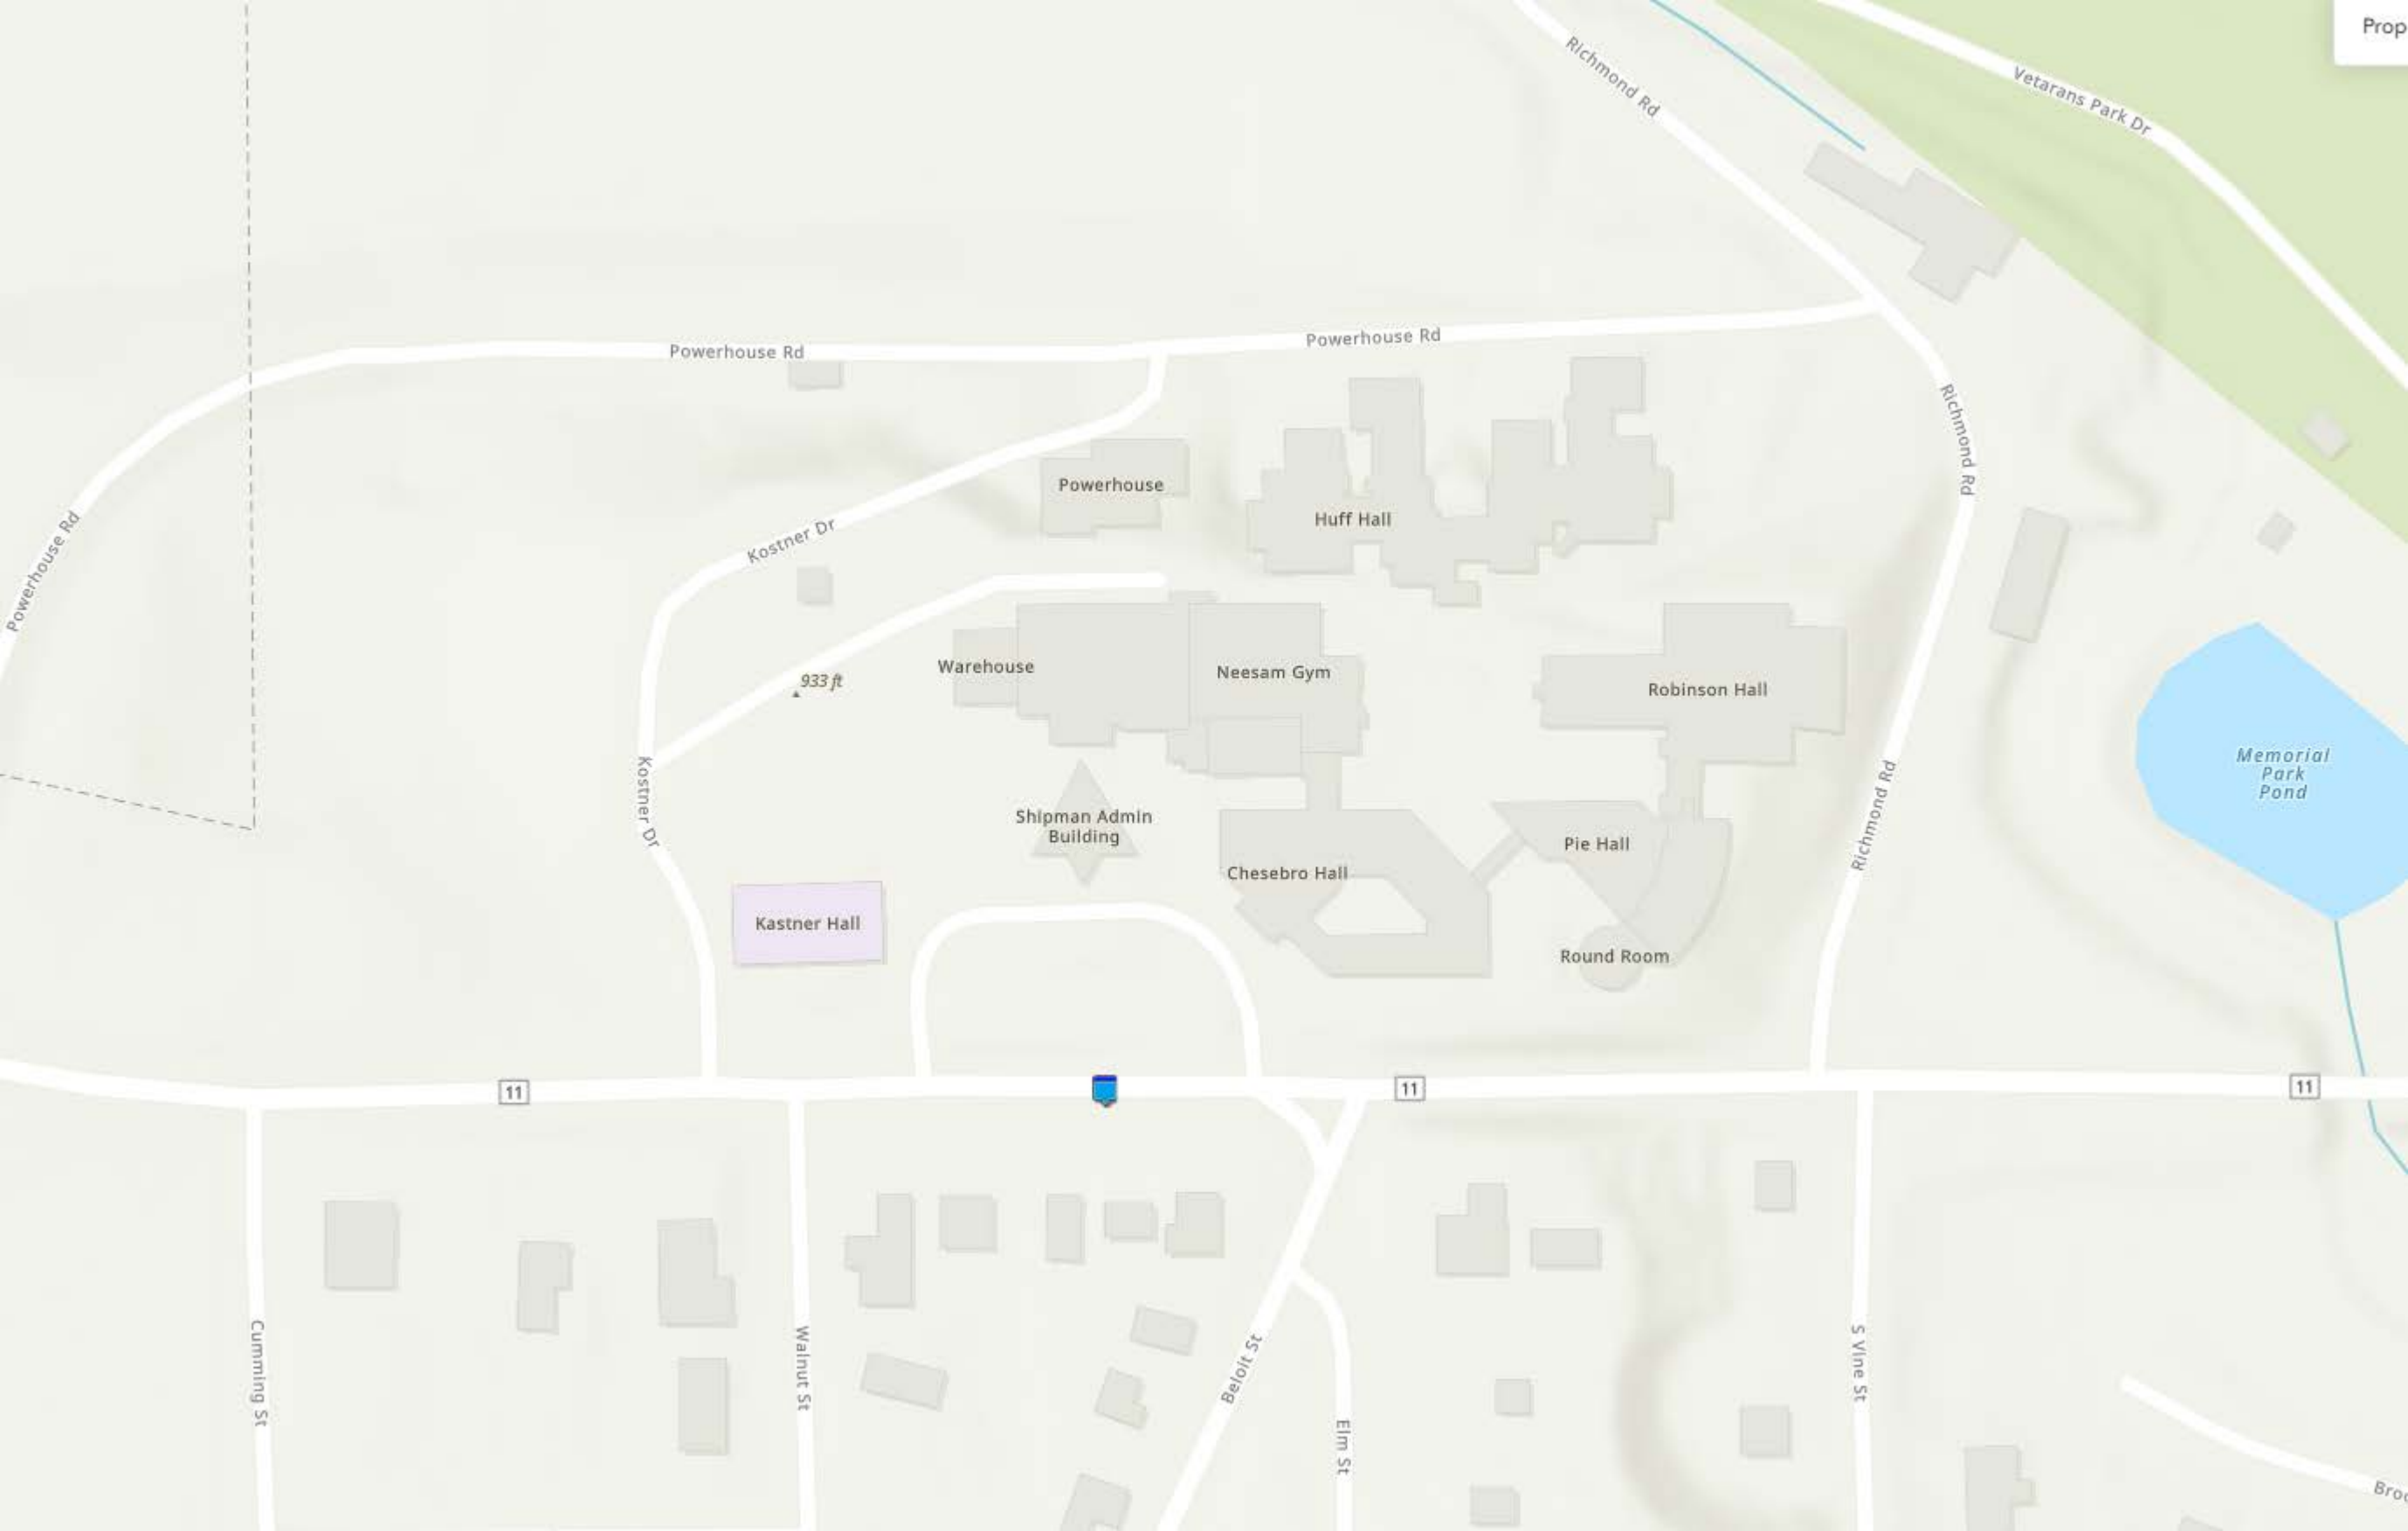 Prop
Richmond Rd
Vetarans Park Dr
Powerhouse Rd
Powerhouse Rd
Richmond Rd
Powerhouse
Huff Hall
Kostner Dr
Powerhouse Rd
Warehouse
Neesam Gym
933 ft
Robinson Hall
Memorial
Park
Pond
Kostner Dr
Shipman Admin
Building
Richmond Rd
Pie Hall
Chesebro Hall
Kastner Hall
Round Room
11
11
11
Cumming St
Walnut St
Beloit St
S Vine St
Elm St
Broo